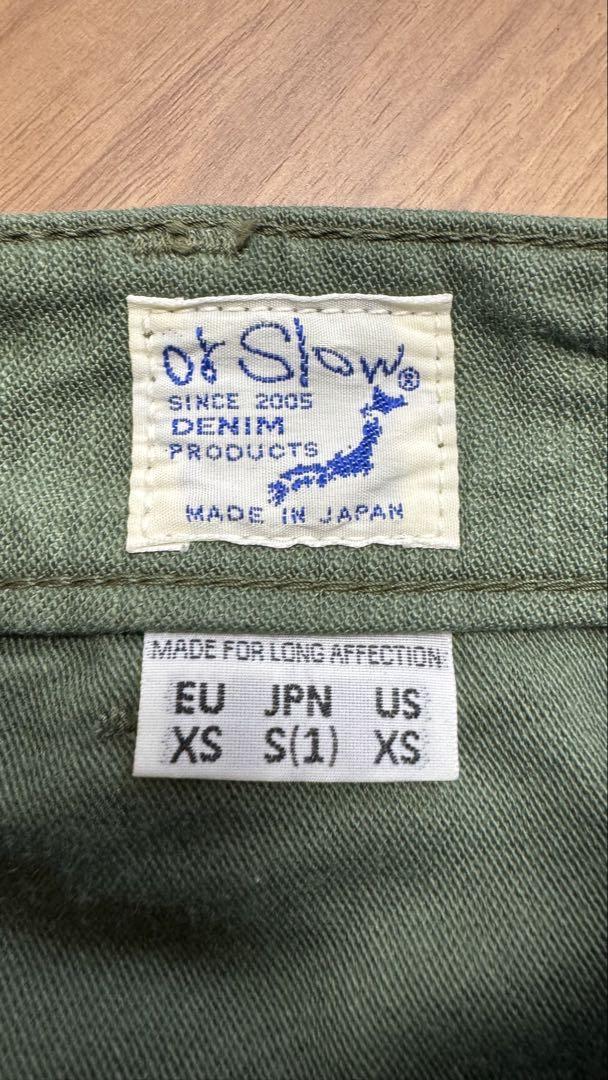 or Slow®
SINCE 2005
DENIM
PRODUCTS
MADE IN JAPAN
MADE FOR LONG AFFECTION
EU JPN US
XS S(1) XS